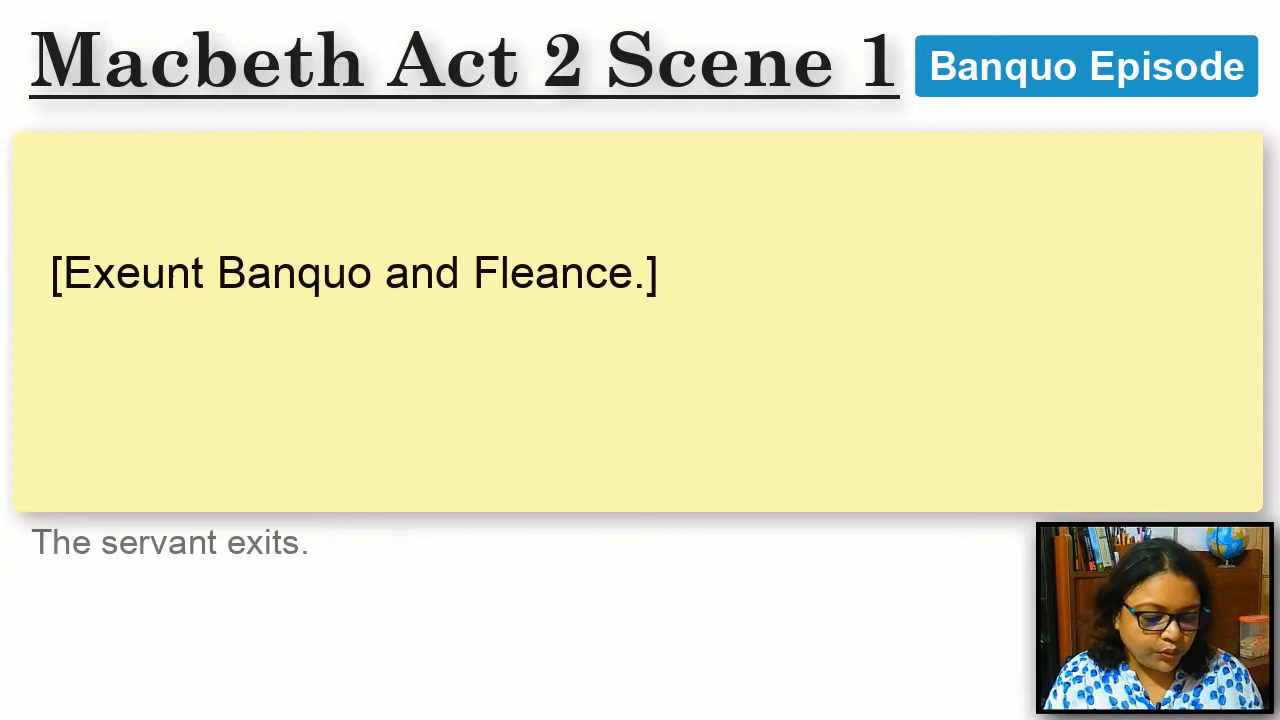 Macbeth Act 2 Scene 1
Banquo Episode
[Exeunt Banquo and Fleance.]
The servant exits.